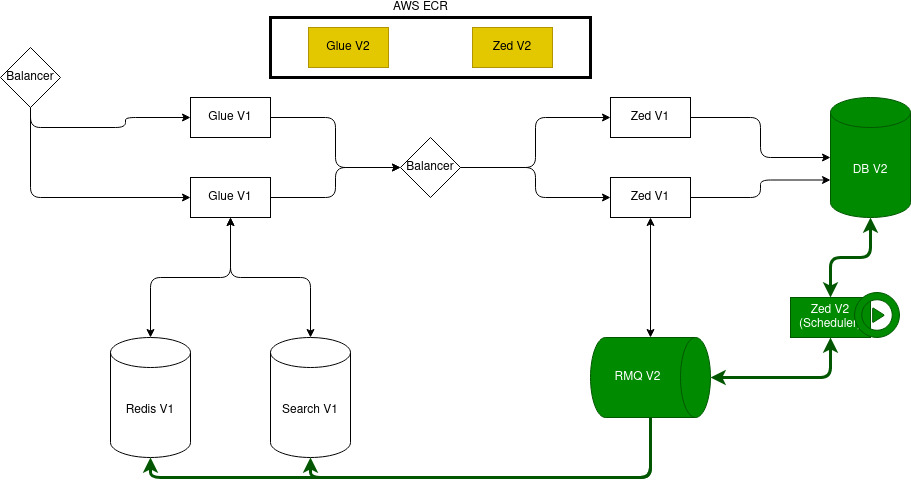 AWS ECR
Glue V2
Zed V2
Balancer
Glue V1
Zed V1
Balancer
DB V2
Glue V1
Zed V1
Zed V2
(Scheduler
RMQ V2
Redis V1
Search V1